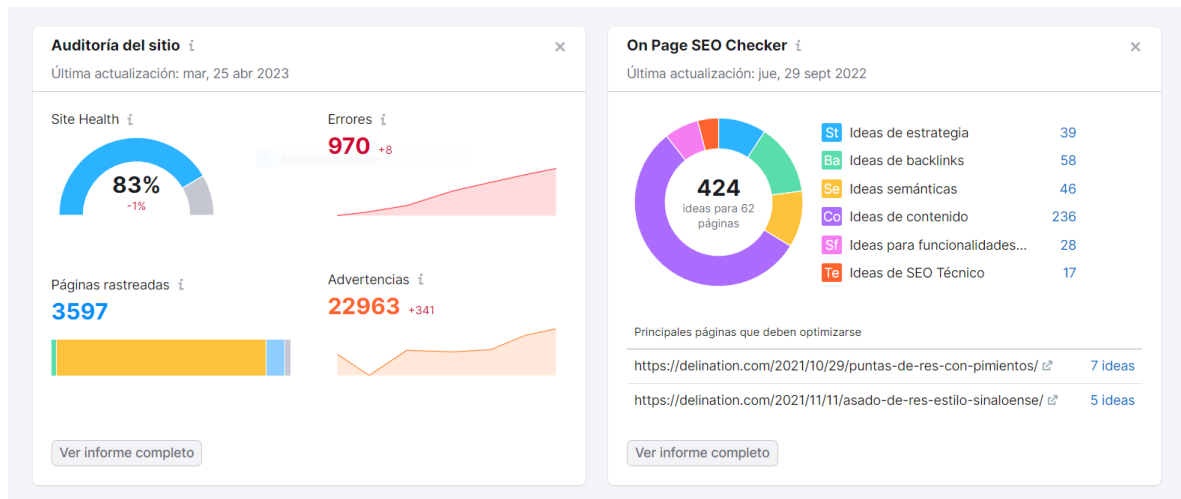 Auditoría del sitio i
Última actualización: mar, 25 abr 2023
Site Health i
83%
-1%
Errores i
970 +8
Páginas rastreadas i
3597
Advertencias i
22963 +341
Ver informe completo
On Page SEO Checker i
Última actualización: jue, 29 sept 2022
424
ideas para 62
páginas
St Ideas de estrategia 39
Ba Ideas de backlinks 58
Se Ideas semánticas 46
Co Ideas de contenido 236
Sf Ideas para funcionalidades... 28
Te Ideas de SEO Técnico 17
Principales páginas que deben optimizarse
https://delination.com/2021/10/29/puntas-de-res-con-pimientos/ 7 ideas
https://delination.com/2021/11/11/asado-de-res-estilo-sinaloense/ 5 ideas
Ver informe completo